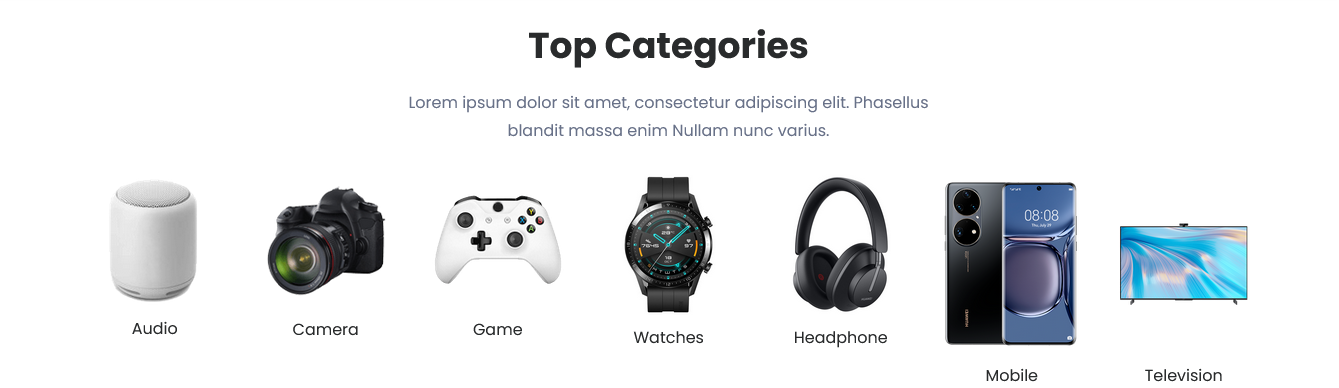 Top Categories
Lorem ipsum dolor sit amet, consectetur adipiscing elit. Phasellus
blandit massa enim Nullam nunc varius.
08:08
HUAWEI
Audio
Camera
Game
Watches
Headphone
Mobile
Television